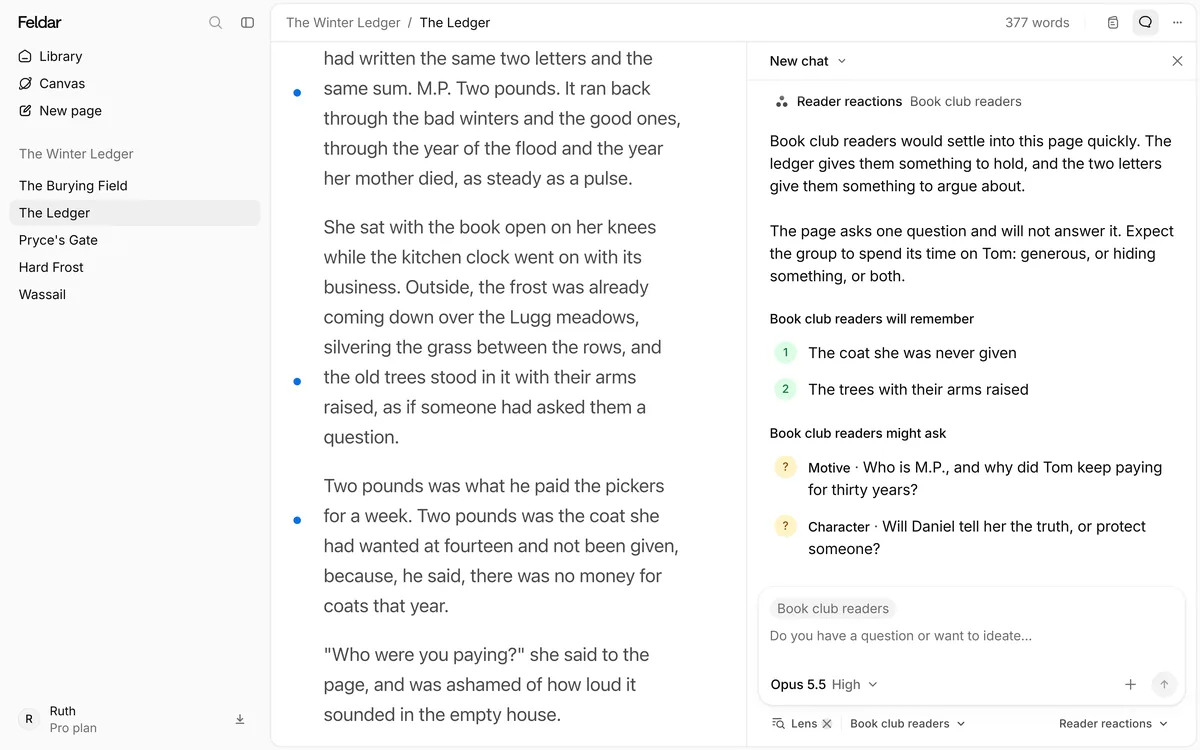 Feldar
Library
Canvas
New page
The Winter Ledger
The Burying Field
The Ledger
Pryce's Gate
Hard Frost
Wassail
R
Ruth
Pro plan
The Winter Ledger / The Ledger
377 words
had written the same two letters and the
same sum. M.P. Two pounds. It ran back
through the bad winters and the good ones,
through the year of the flood and the year
her mother died, as steady as a pulse.
She sat with the book open on her knees
while the kitchen clock went on with its
business. Outside, the frost was already
coming down over the Lugg meadows,
silvering the grass between the rows, and
the old trees stood in it with their arms
raised, as if someone had asked them a
question.
Two pounds was what he paid the pickers
for a week. Two pounds was the coat she
had wanted at fourteen and not been given,
because, he said, there was no money for
coats that year.
"Who were you paying?" she said to the
page, and was ashamed of how loud it
sounded in the empty house.
New chat
Reader reactions Book club readers
Book club readers would settle into this page quickly. The
ledger gives them something to hold, and the two letters
give them something to argue about.
The page asks one question and will not answer it. Expect
the group to spend its time on Tom: generous, or hiding
something, or both.
Book club readers will remember
1 The coat she was never given
2 The trees with their arms raised
Book club readers might ask
? Motive · Who is M.P., and why did Tom keep paying
for thirty years?
? Character · Will Daniel tell her the truth, or protect
someone?
Book club readers
Do you have a question or want to ideate...
Opus 5.5 High
Lens Book club readers Reader reactions